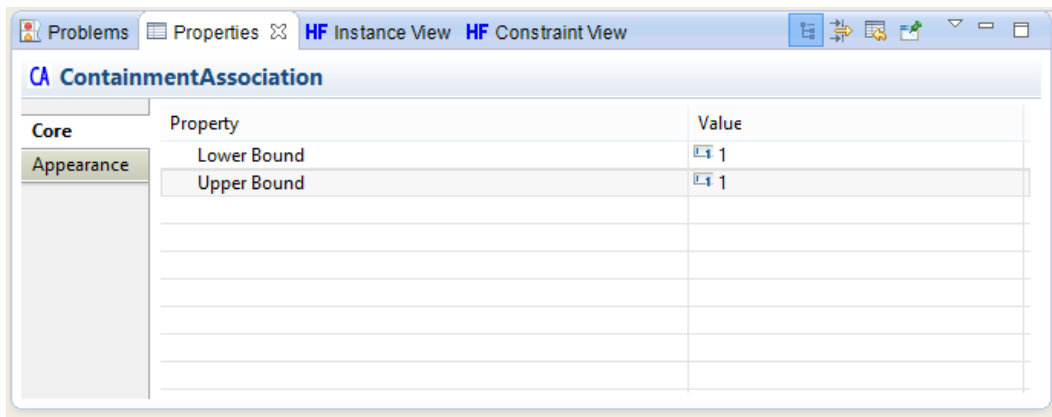 Problems Properties HF Instance View HF Constraint View
CA ContainmentAssociation
Core
Appearance
Property Value
Lower Bound 1
Upper Bound 1